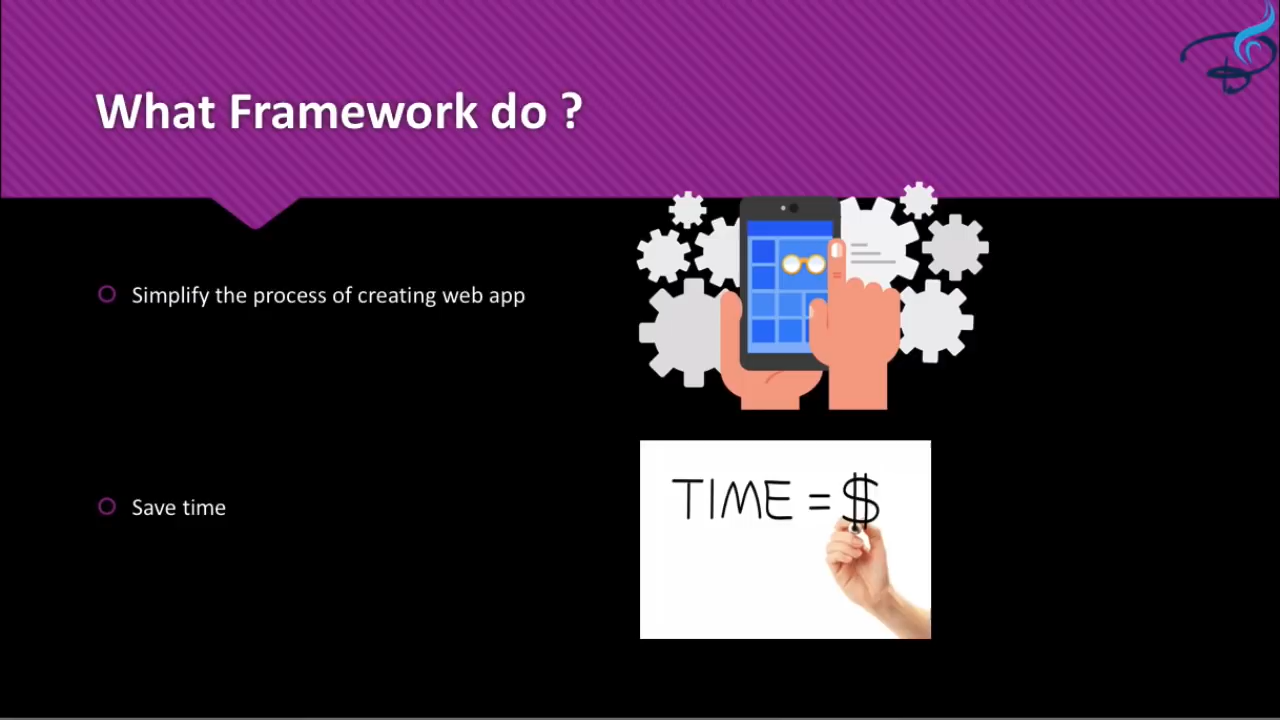 What Framework do ?
Simplify the process of creating web app
Save time
TIME = $